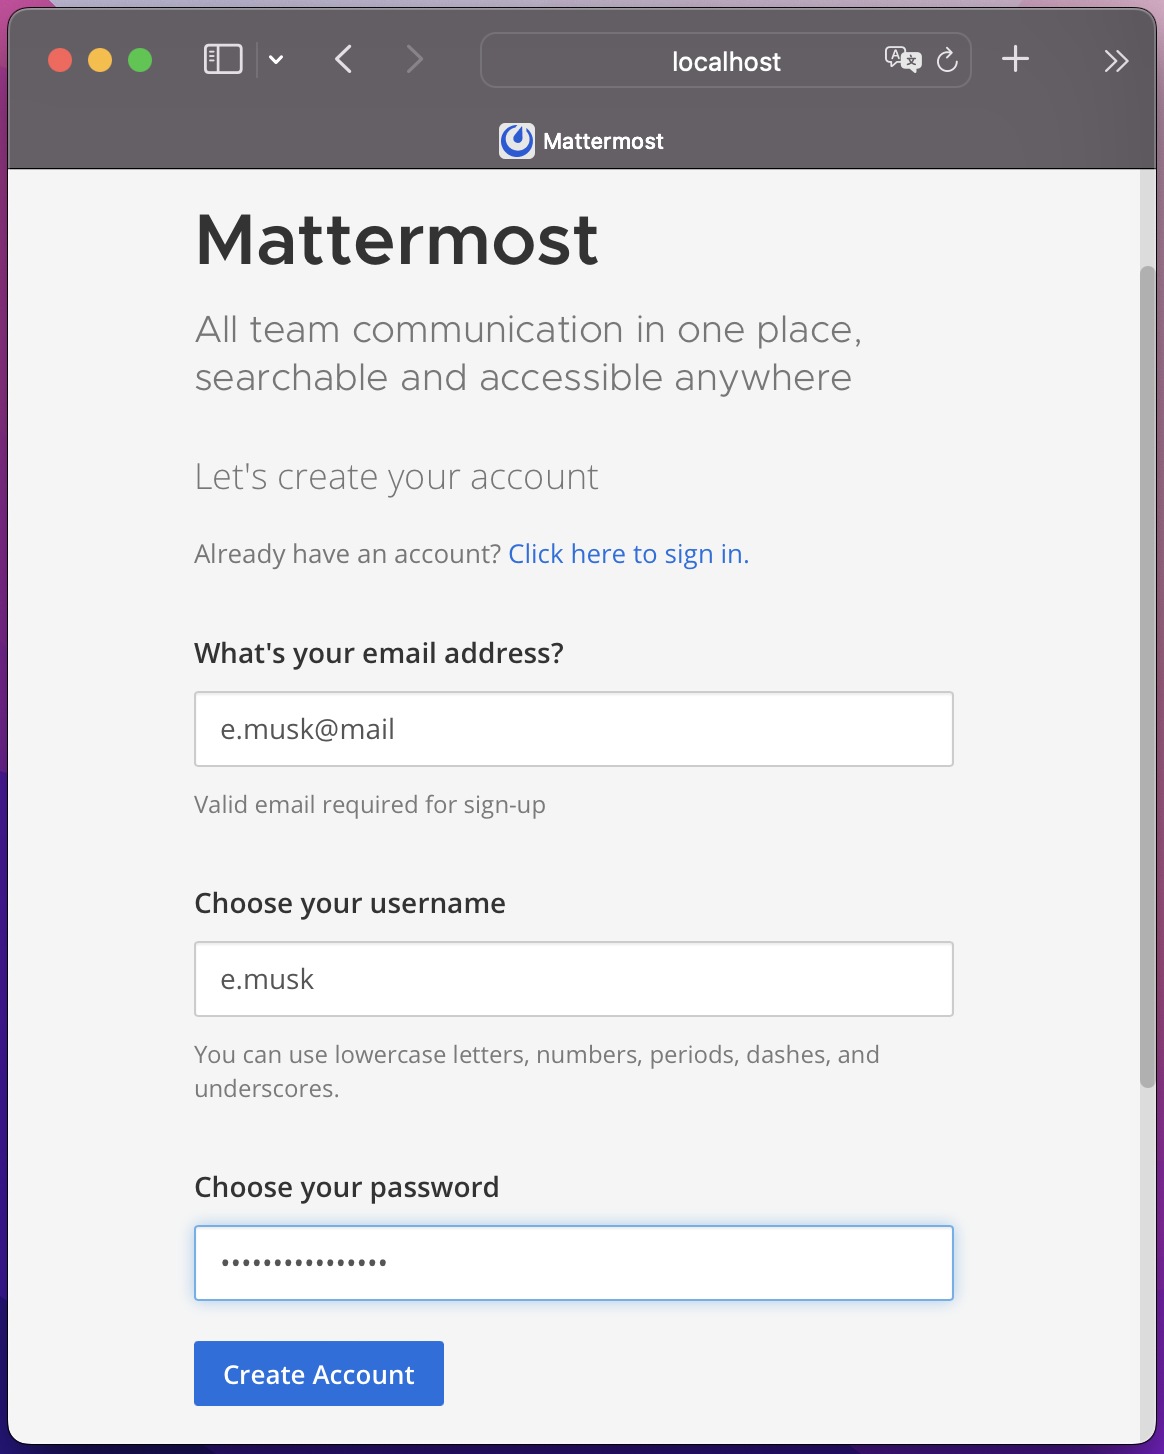 localhost
Mattermost
Mattermost
All team communication in one place,
searchable and accessible anywhere
Let's create your account
Already have an account? Click here to sign in.
What's your email address?
e.musk@mail
Valid email required for sign-up
Choose your username
e.musk
You can use lowercase letters, numbers, periods, dashes, and
underscores.
Choose your password
••••••••••••••••
Create Account